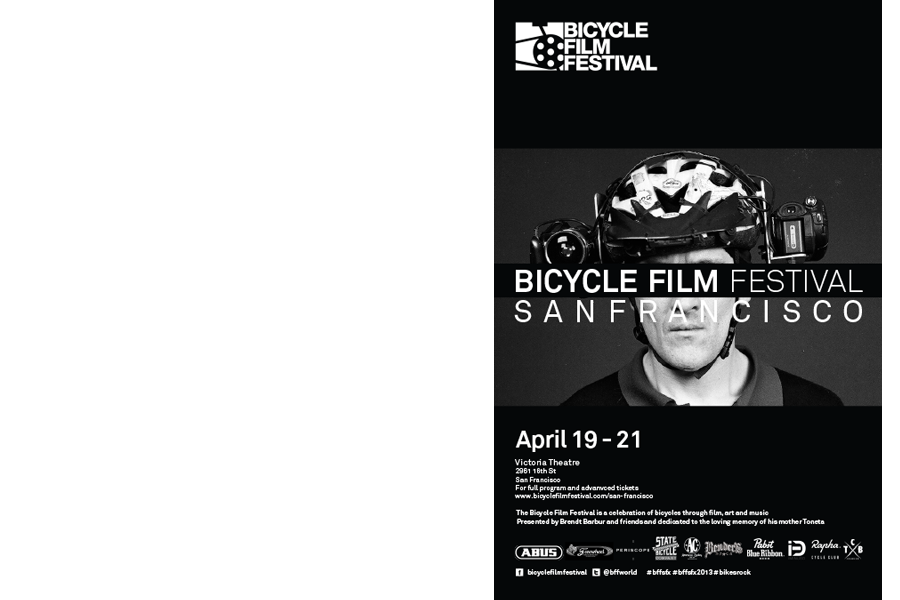 BICYCLE
FILM
FESTIVAL
BICYCLE FILM FESTIVAL
SANFRANCISCO
April 19 - 21
Victoria Theatre
2961 16th St
San Francisco
For full program and advanvced tickets
www.bicyclefilmfestival.com/san-francisco
The Bicycle Film Festival is a celebration of bicycles through film, art and music
Presented by Brendt Barbur and friends and dedicated to the loving memory of his mother Toneta
ABUS PERISCOPE STATE BICYCLE Bender's Pabst Blue Ribbon Rapha CYCLE CLUB T C B
bicyclefilmfestival @bffworld #bffsfx #bffsfx2013 #bikesrock